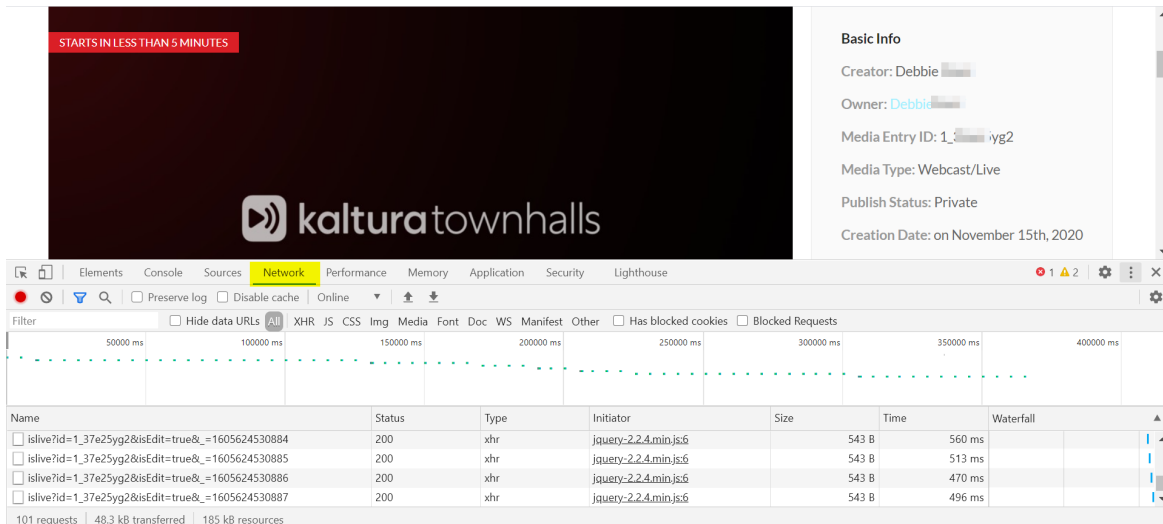 STARTS IN LESS THAN 5 MINUTES
kaltura townhalls
Basic Info
Creator: Debbie
Owner: Debbie
Media Entry ID: 1_ yg2
Media Type: Webcast/Live
Publish Status: Private
Creation Date: on November 15th, 2020
Elements Console Sources Network Performance Memory Application Security Lighthouse 1 2
Preserve log Disable cache Online
Filter Hide data URLs All XHR JS CSS Img Media Font Doc WS Manifest Other Has blocked cookies Blocked Requests
50000 ms 100000 ms 150000 ms 200000 ms 250000 ms 300000 ms 350000 ms 400000 ms
Name Status Type Initiator Size Time Waterfall
islive?id=1_37e25yg2&isEdit=true&_=1605624530884 200 xhr jquery-2.2.4.min.js:6 543 B 560 ms
islive?id=1_37e25yg2&isEdit=true&_=1605624530885 200 xhr jquery-2.2.4.min.js:6 543 B 513 ms
islive?id=1_37e25yg2&isEdit=true&_=1605624530886 200 xhr jquery-2.2.4.min.js:6 543 B 470 ms
islive?id=1_37e25yg2&isEdit=true&_=1605624530887 200 xhr jquery-2.2.4.min.js:6 543 B 496 ms
101 requests 48.3 kB transferred 185 kB resources